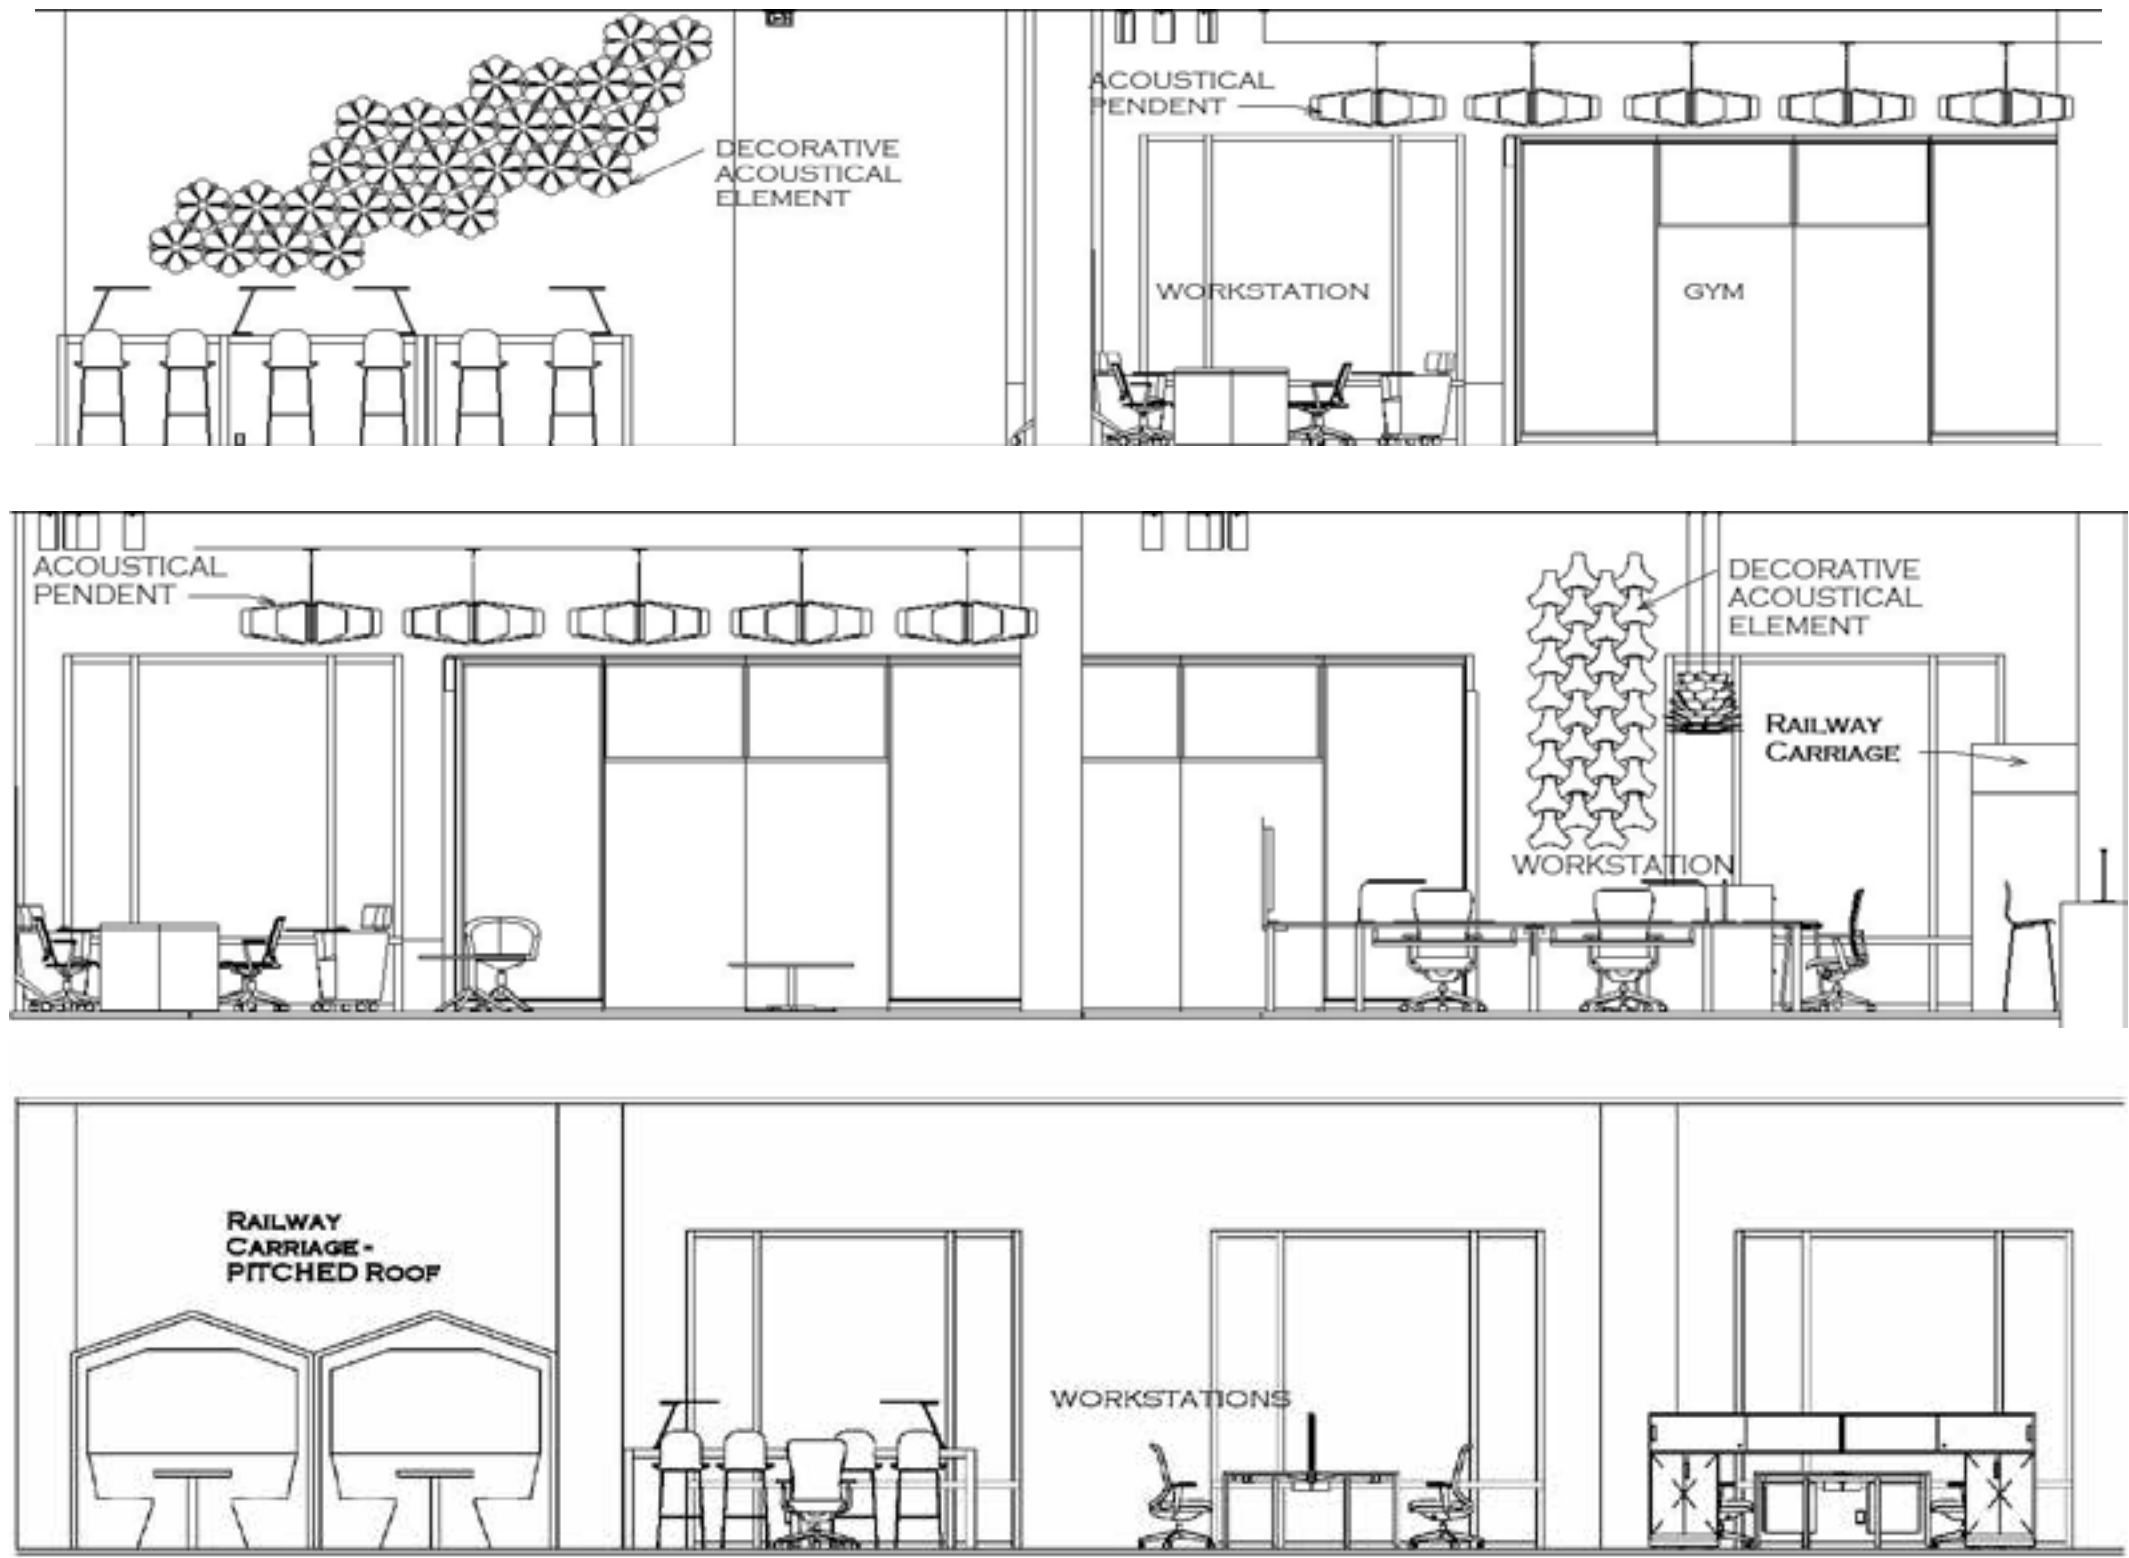 DECORATIVE
ACOUSTICAL
ELEMENT
ACOUSTICAL
PENDENT
WORKSTATION
GYM
ACOUSTICAL
PENDENT
DECORATIVE
ACOUSTICAL
ELEMENT
RAILWAY
CARRIAGE
WORKSTATION
RAILWAY
CARRIAGE -
PITCHED ROOF
WORKSTATIONS